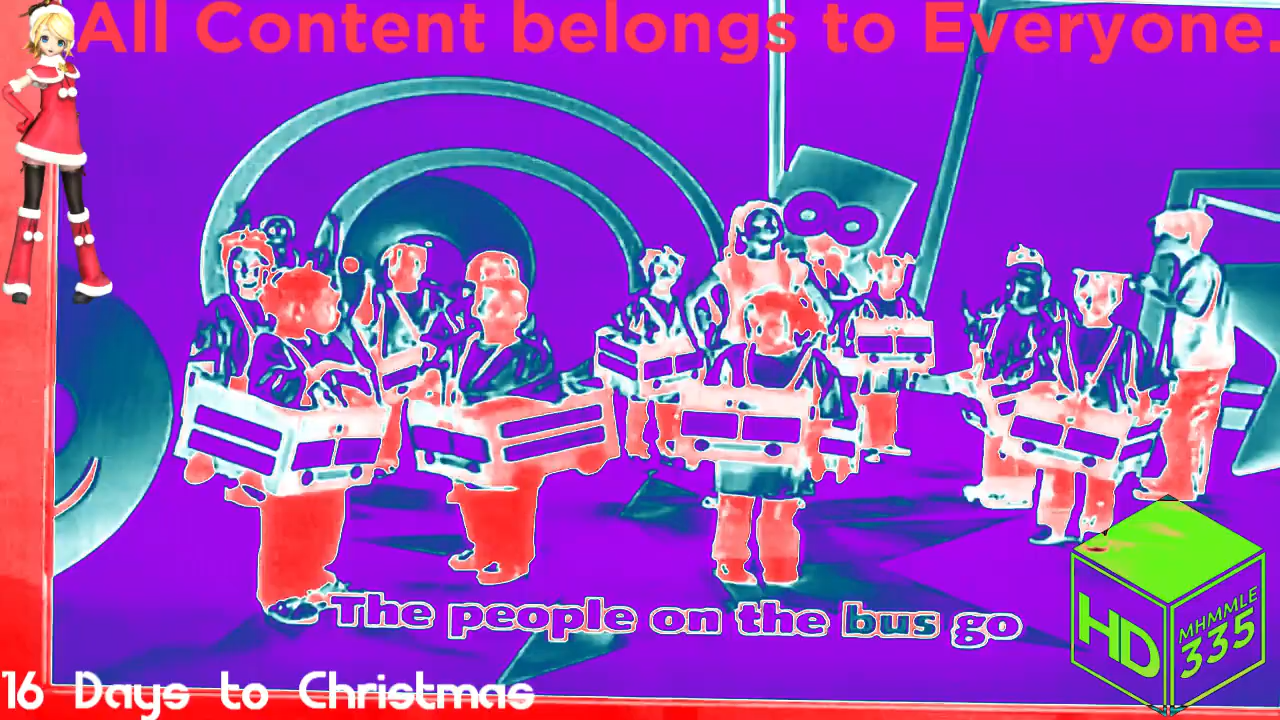 All Content belongs to Everyone.
The people on the bus go
HD
MHMMLE
335
16 Days to Christmas